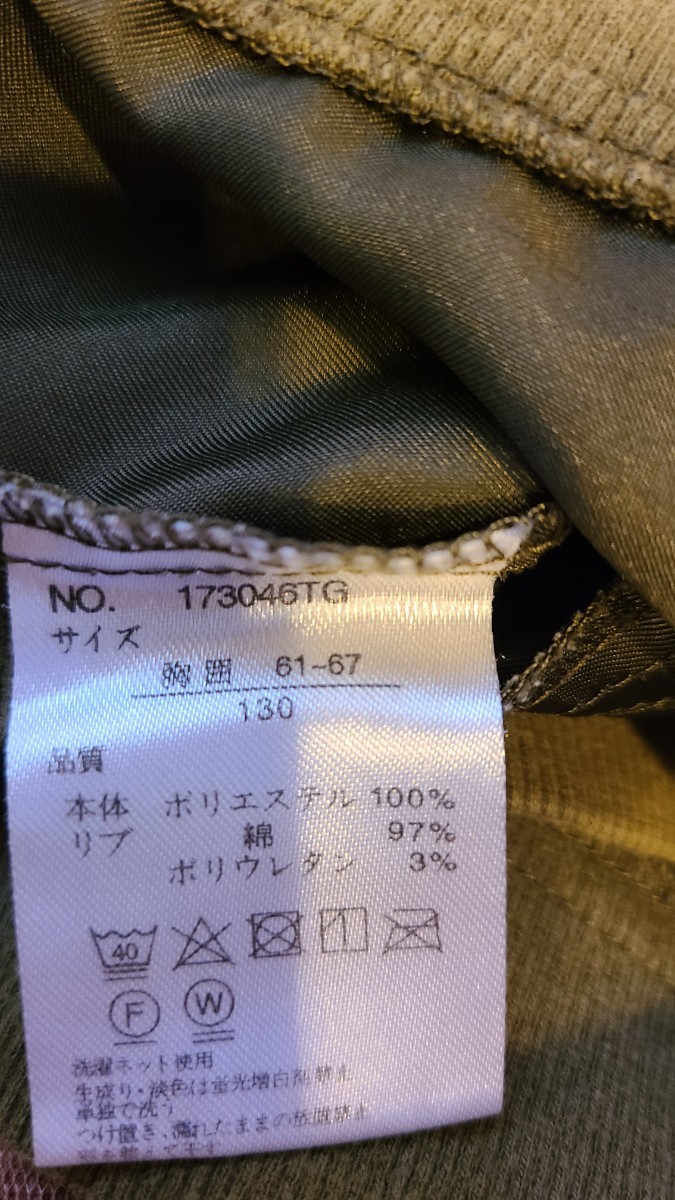 NO. 173046TG
サイズ
胸囲 61~67
130
品質
本体 ポリエステル 100%
リブ 綿 97%
ポリウレタン 3%
40
F W
洗濯ネット使用
生成り・淡色は蛍光増白剤禁止
単独で洗う
つけ置き、濡れたままの放置禁止